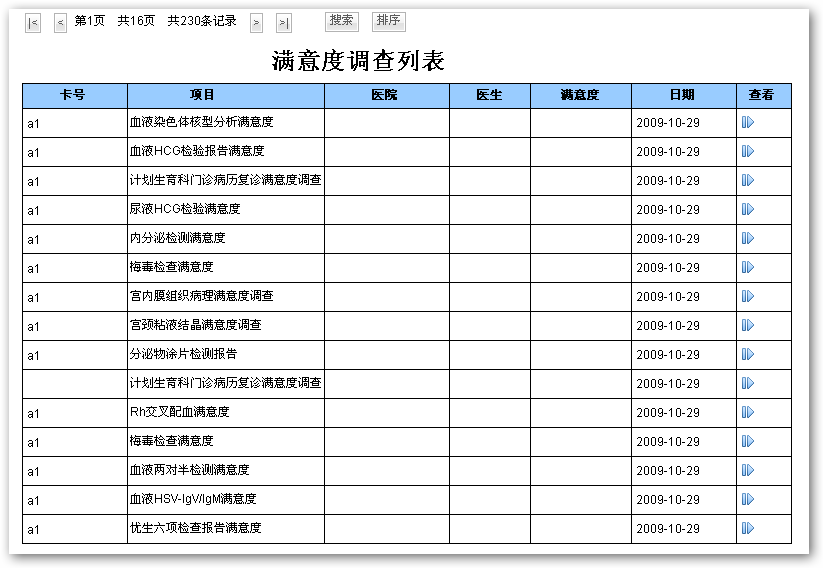 |< < 第1页 共16页 共230条记录 > >| 搜索 排序
满意度调查列表
卡号 项目 医院 医生 满意度 日期 查看
a1 血液染色体核型分析满意度 2009-10-29
a1 血液HCG检验报告满意度 2009-10-29
a1 计划生育科门诊病历复诊满意度调查 2009-10-29
a1 尿液HCG检验满意度 2009-10-29
a1 内分泌检测满意度 2009-10-29
a1 梅毒检查满意度 2009-10-29
a1 宫内膜组织病理满意度调查 2009-10-29
a1 宫颈粘液结晶满意度调查 2009-10-29
a1 分泌物涂片检测报告 2009-10-29
计划生育科门诊病历复诊满意度调查 2009-10-29
a1 Rh交叉配血满意度 2009-10-29
a1 梅毒检查满意度 2009-10-29
a1 血液两对半检测满意度 2009-10-29
a1 血液HSV-IgV/IgM满意度 2009-10-29
a1 优生六项检查报告满意度 2009-10-29